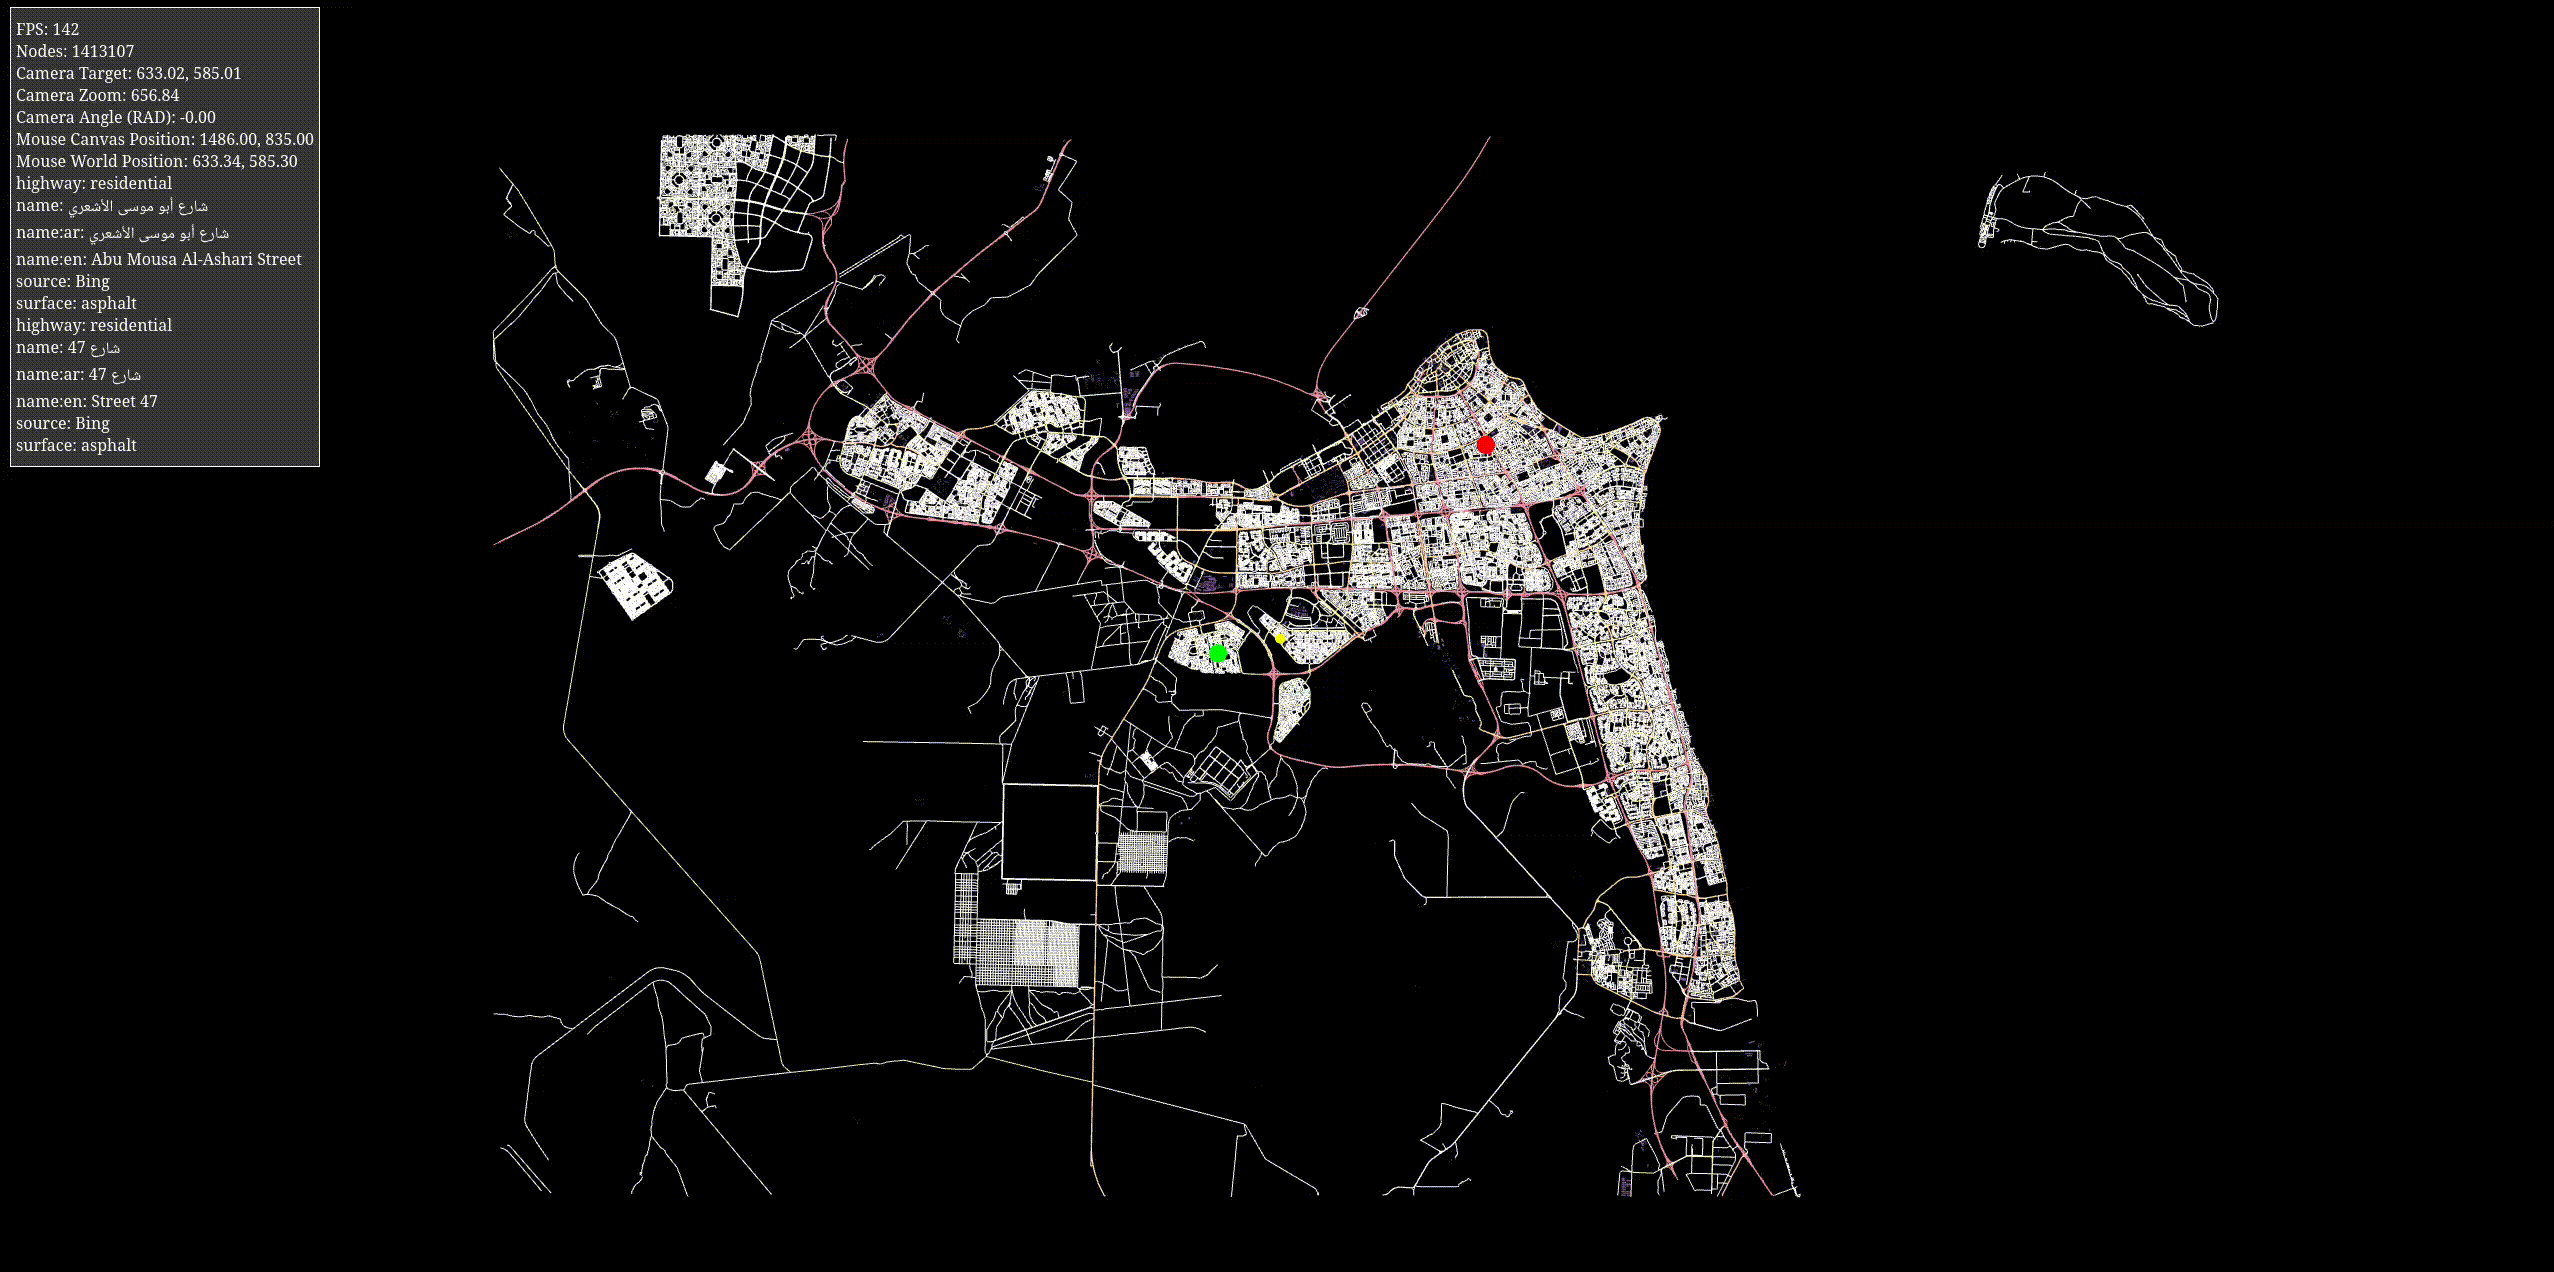 FPS: 142
Nodes: 1413107
Camera Target: 633.02, 585.01
Camera Zoom: 656.84
Camera Angle (RAD): -0.00
Mouse Canvas Position: 1486.00, 835.00
Mouse World Position: 633.34, 585.30
highway: residential
name: شارع أبو موسى الأشعري
name:ar: شارع أبو موسى الأشعري
name:en: Abu Mousa Al-Ashari Street
source: Bing
surface: asphalt
highway: residential
name: شارع 47
name:ar: شارع 47
name:en: Street 47
source: Bing
surface: asphalt